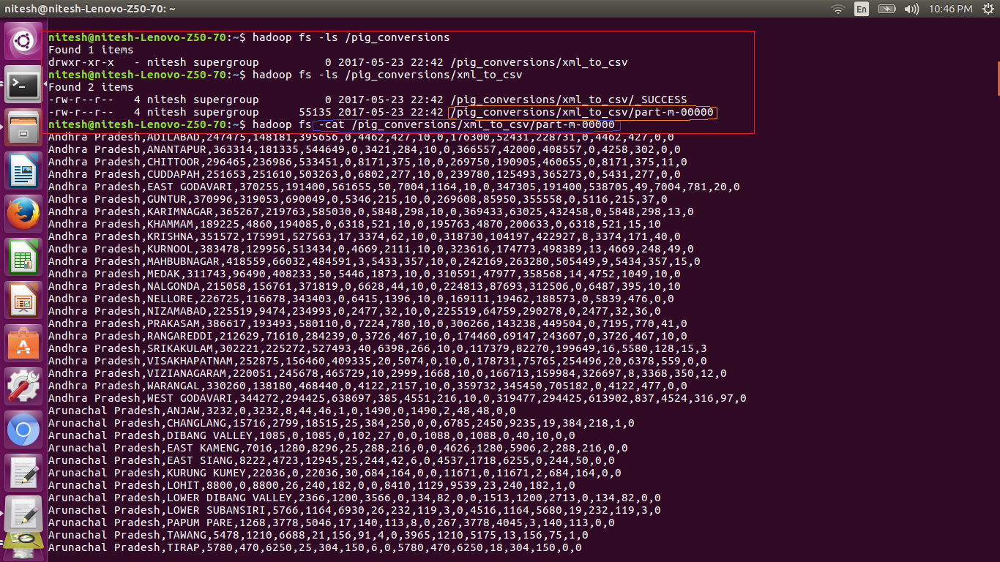 nitesh@nitesh-Lenovo-Z50-70: ~
En
10:46 PM
nitesh@nitesh-Lenovo-Z50-70:~$ hadoop fs -ls /pig_conversions
Found 1 items
drwxr-xr-x   - nitesh supergroup          0 2017-05-23 22:42 /pig_conversions/xml_to_csv
nitesh@nitesh-Lenovo-Z50-70:~$ hadoop fs -ls /pig_conversions/xml_to_csv
Found 2 items
-rw-r--r--   4 nitesh supergroup          0 2017-05-23 22:42 /pig_conversions/xml_to_csv/_SUCCESS
-rw-r--r--   4 nitesh supergroup      55135 2017-05-23 22:42 /pig_conversions/xml_to_csv/part-m-00000
nitesh@nitesh-Lenovo-Z50-70:~$ hadoop fs -cat /pig_conversions/xml_to_csv/part-m-00000
Andhra Pradesh,ADILABAD,247475,148181,395656,0,4462,427,10,0,176300,52431,228731,0,4462,427,0,0
Andhra Pradesh,ANANTAPUR,363314,181335,544649,0,3421,284,10,0,366557,42000,408557,0,4258,302,0,0
Andhra Pradesh,CHITTOOR,296465,236986,533451,0,8171,375,10,0,269750,190905,460655,0,8171,375,11,0
Andhra Pradesh,CUDDAPAH,251653,251610,503263,0,6802,277,10,0,239780,125493,365273,0,5431,277,0,0
Andhra Pradesh,EAST GODAVARI,370255,191400,561655,50,7004,1164,10,0,347305,191400,538705,49,7004,781,20,0
Andhra Pradesh,GUNTUR,370996,319053,690049,0,5346,215,10,0,269608,85950,355558,0,5116,215,37,0
Andhra Pradesh,KARIMNAGAR,365267,219763,585030,0,5848,298,10,0,369433,63025,432458,0,5848,298,13,0
Andhra Pradesh,KHAMMAM,189225,4860,194085,0,6318,521,10,0,195763,4870,200633,0,6318,521,15,10
Andhra Pradesh,KRISHNA,351572,175991,527563,17,3374,62,10,0,318730,104197,422927,8,3374,171,40,0
Andhra Pradesh,KURNOOL,383478,129956,513434,0,4669,2111,10,0,323616,174773,498389,13,4669,248,49,0
Andhra Pradesh,MAHBUBNAGAR,418559,66032,484591,3,5433,357,10,0,242169,263280,505449,9,5434,357,15,0
Andhra Pradesh,MEDAK,311743,96490,408233,50,5446,1873,10,0,310591,47977,358568,14,4752,1049,10,0
Andhra Pradesh,NALGONDA,215058,156761,371819,0,6628,44,10,0,224813,87693,312506,0,6487,395,10,10
Andhra Pradesh,NELLORE,226725,116678,343403,0,6415,1396,10,0,169111,19462,188573,0,5839,476,0,0
Andhra Pradesh,NIZAMABAD,225519,9474,234993,0,2477,32,10,0,225519,64759,290278,0,2477,32,36,0
Andhra Pradesh,PRAKASAM,386617,193493,580110,0,7224,780,10,0,306266,143238,449504,0,7195,770,41,0
Andhra Pradesh,RANGAREDDI,212629,71610,284239,0,3726,467,10,0,174460,69147,243607,0,3726,467,10,0
Andhra Pradesh,SRIKAKULAM,302221,225272,527493,40,6398,266,10,0,117379,82270,199649,16,5580,128,15,3
Andhra Pradesh,VISAKHAPATNAM,252875,156460,409335,20,5074,0,10,0,178731,75765,254496,20,6378,559,0,0
Andhra Pradesh,VIZIANAGARAM,220051,245678,465729,10,2999,1668,10,0,166713,159984,326697,8,3368,350,12,0
Andhra Pradesh,WARANGAL,330260,138180,468440,0,4122,2157,10,0,359732,345450,705182,0,4122,477,0,0
Andhra Pradesh,WEST GODAVARI,344272,294425,638697,385,4551,216,10,0,319477,294425,613902,837,4524,316,97,0
Arunachal Pradesh,ANJAW,3232,0,3232,8,44,46,1,0,1490,0,1490,2,48,48,0,0
Arunachal Pradesh,CHANGLANG,15716,2799,18515,25,384,250,0,0,6785,2450,9235,19,384,218,1,0
Arunachal Pradesh,DIBANG VALLEY,1085,0,1085,0,102,27,0,0,1088,0,1088,0,40,10,0,0
Arunachal Pradesh,EAST KAMENG,7016,1280,8296,25,288,216,0,0,4626,1280,5906,2,288,216,0,0
Arunachal Pradesh,EAST SIANG,8222,4723,12945,25,244,42,6,0,4537,1718,6255,0,244,50,0,0
Arunachal Pradesh,KURUNG KUMEY,22036,0,22036,30,684,164,0,0,11671,0,11671,2,684,164,0,0
Arunachal Pradesh,LOHIT,8800,0,8800,26,240,182,0,0,8410,1129,9539,23,240,182,1,0
Arunachal Pradesh,LOWER DIBANG VALLEY,2366,1200,3566,0,134,82,0,0,1513,1200,2713,0,134,82,0,0
Arunachal Pradesh,LOWER SUBANSIRI,5766,1164,6930,26,232,119,3,0,4516,1164,5680,19,232,119,3,0
Arunachal Pradesh,PAPUM PARE,1268,3778,5046,17,140,113,8,0,267,3778,4045,3,140,113,0,0
Arunachal Pradesh,TAWANG,5478,1210,6688,21,156,91,4,0,3965,1210,5175,13,156,75,1,0
Arunachal Pradesh,TIRAP,5780,470,6250,25,304,150,6,0,5780,470,6250,18,304,150,0,0